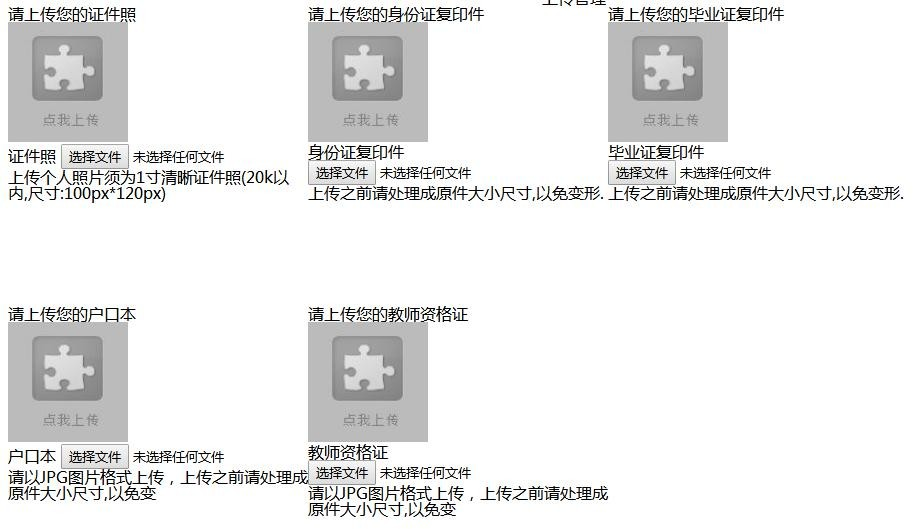 上传管理
请上传您的证件照
请上传您的身份证复印件
请上传您的毕业证复印件
点我上传
点我上传
点我上传
证件照 选择文件 未选择任何文件
上传个人照片须为1寸清晰证件照(20k以
内,尺寸:100px*120px)
身份证复印件
选择文件 未选择任何文件
上传之前请处理成原件大小尺寸,以免变形.
毕业证复印件
选择文件 未选择任何文件
上传之前请处理成原件大小尺寸,以免变形.
请上传您的户口本
请上传您的教师资格证
点我上传
点我上传
户口本 选择文件 未选择任何文件
请以JPG图片格式上传，上传之前请处理成
原件大小尺寸,以免变
教师资格证
选择文件 未选择任何文件
请以JPG图片格式上传，上传之前请处理成
原件大小尺寸,以免变